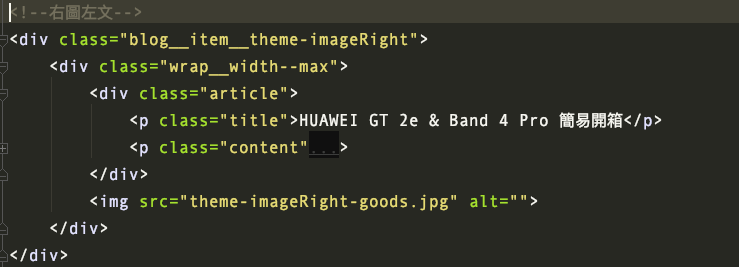 <!--右圖左文-->
<div class="blog__item__theme-imageRight">
<div class="wrap__width--max">
<div class="article">
<p class="title">HUAWEI GT 2e & Band 4 Pro 簡易開箱</p>
<p class="content"...>
</div>
<img src="theme-imageRight-goods.jpg" alt="">
</div>
</div>